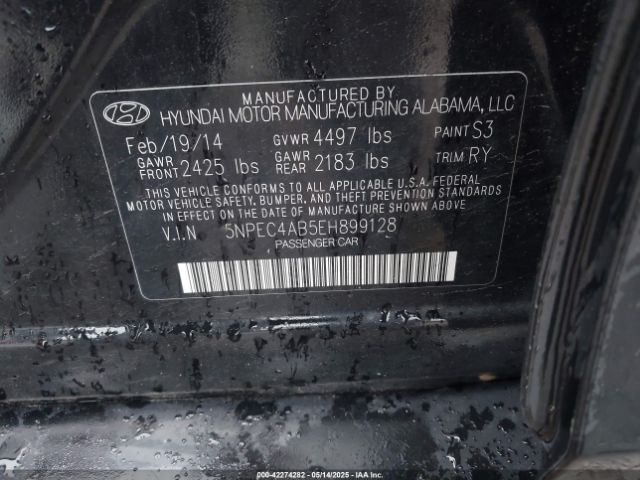 MANUFACTURED BY
HYUNDAI MOTOR MANUFACTURING ALABAMA, LLC
Feb/19/14 GVWR 4497 lbs PAINT S3
GAWR FRONT 2425 lbs GAWR REAR 2183 lbs TRIM RY
THIS VEHICLE CONFORMS TO ALL APPLICABLE U.S.A. FEDERAL
MOTOR VEHICLE SAFETY, BUMPER, AND THEFT PREVENTION STANDARDS
IN EFFECT ON THE DATE OF MANUFACTURE SHOWN ABOVE.
V.I.N 5NPEC4AB5EH899128
PASSENGER CAR
000-42274282 - 05/14/2025 - IAAI.COM